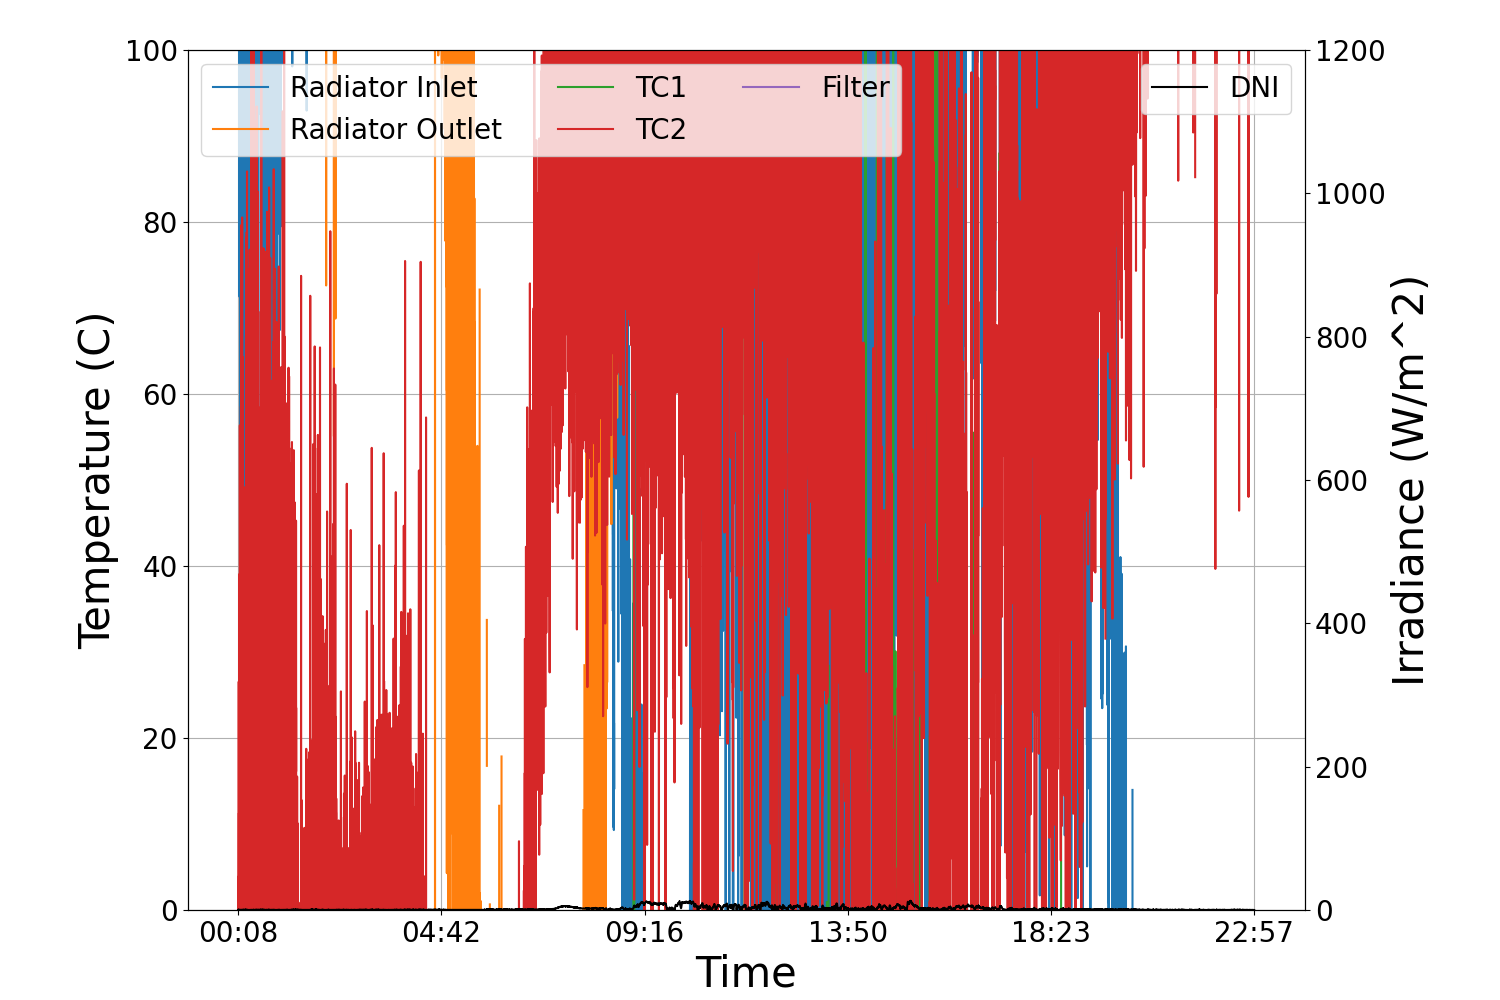 100
80
60
40
20
0
Temperature (C)
Radiator Inlet
Radiator Outlet
TC1
TC2
Filter
DNI
1200
1000
800
600
400
200
0
Irradiance (W/m^2)
00:08 04:42 09:16 13:50 18:23 22:57
Time